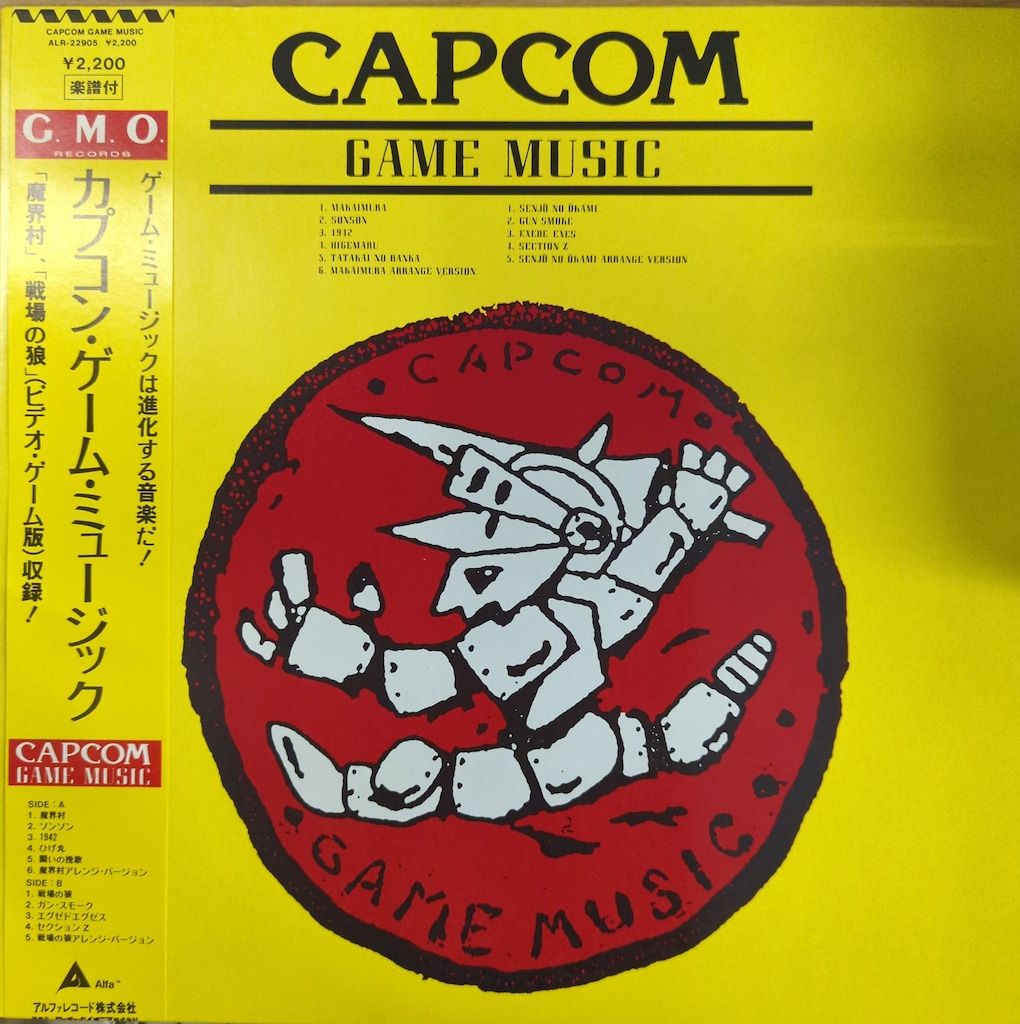 CAPCOM GAME MUSIC
ALR-22905 ¥2,200
¥2,200
楽譜付
G. M. O.
RECORDS
ゲーム・ミュージックは進化する音楽だ!
カプコン・ゲーム・ミュージック
「魔界村」、「戦場の狼」(ビデオ・ゲーム版)収録!
CAPCOM
GAME MUSIC
SIDE:A
1. 魔界村
2. ソンソン
3. 1942
4. ひげ丸
5. 闘いの挽歌
6. 魔界村アレンジ・バージョン
SIDE:B
1. 戦場の狼
2. ガン・スモーク
3. エグゼドエグゼス
4. セクションZ
5. 戦場の狼アレンジ・バージョン
Alfa™
アルファレコード株式会社
CAPCOM
GAME MUSIC
1. MAKAIMURA
2. SONSON
3. 1942
4. HIGEMARU
5. TATAKAI NO BANKA
6. MAKAIMURA ARRANGE VERSION
1. SENJŌ NO ŌKAMI
2. GUN SMOKE
3. EXEDE EXES
4. SECTION Z
5. SENJŌ NO ŌKAMI ARRANGE VERSION
• CAPCOM •
• GAME MUSIC •